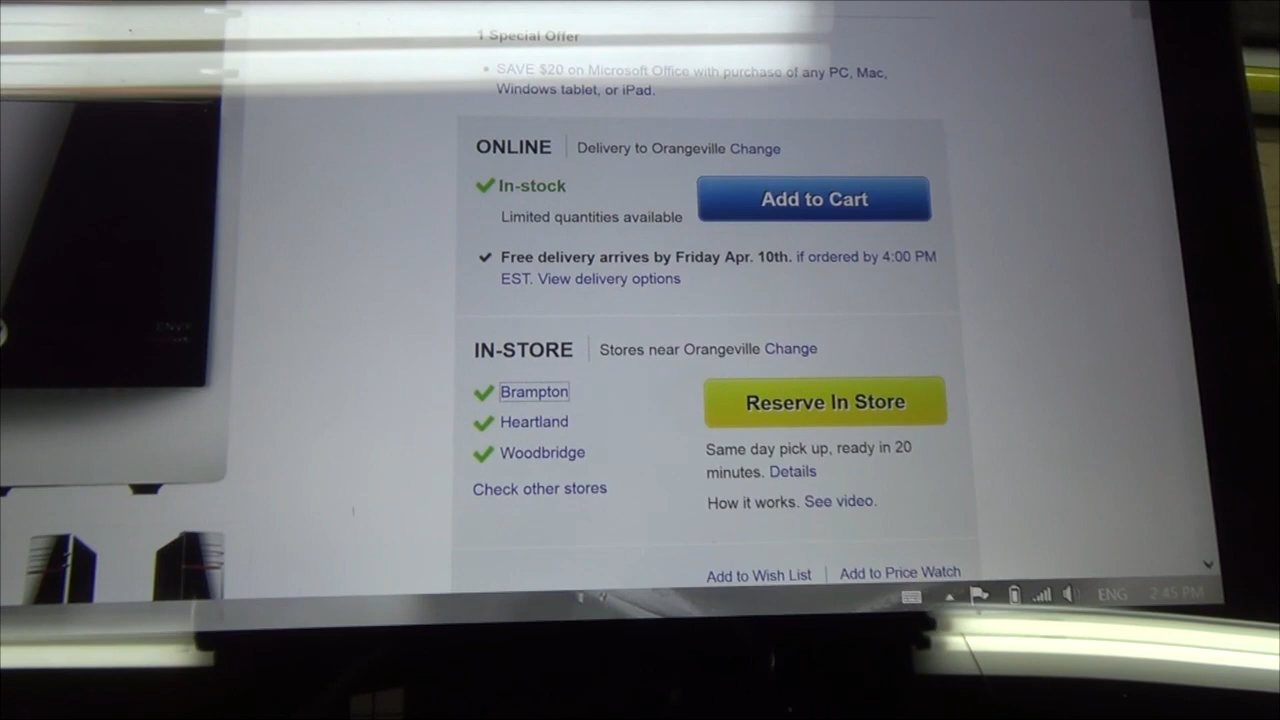 1 Special Offer
SAVE $20 on Microsoft Office with purchase of any PC, Mac,
Windows tablet, or iPad.
ONLINE Delivery to Orangeville Change
In-stock
Add to Cart
Limited quantities available
Free delivery arrives by Friday Apr. 10th. if ordered by 4:00 PM
EST. View delivery options
ENVY
IN-STORE Stores near Orangeville Change
Brampton
Reserve In Store
Heartland
Woodbridge
Same day pick up, ready in 20
minutes. Details
Check other stores
How it works. See video.
Add to Wish List Add to Price Watch
ENG 2:45 PM